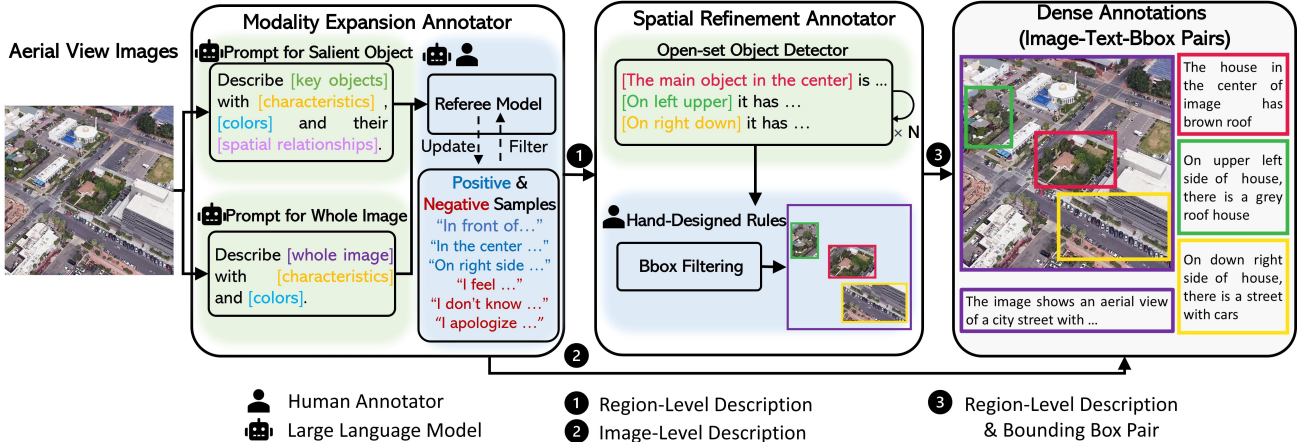 Aerial View Images
Modality Expansion Annotator
Prompt for Salient Object
Describe [key objects]
with [characteristics] ,
[colors] and their
[spatial relationships].
Prompt for Whole Image
Describe [whole image]
with [characteristics]
and [colors].
Referee Model
Update
Filter
Positive &
Negative Samples
“In front of…”
“In the center …”
“On right side …”
“I feel …”
“I don’t know …”
“I apologize …”
1
2
Spatial Refinement Annotator
Open-set Object Detector
[The main object in the center] is …
[On left upper] it has …
[On right down] it has …
× N
Hand-Designed Rules
Bbox Filtering
3
Dense Annotations
(Image-Text-Bbox Pairs)
The house in
the center of
image has
brown roof
On upper left
side of house,
there is a grey
roof house
On down right
side of house,
there is a street
with cars
The image shows an aerial view
of a city street with …
Human Annotator
Large Language Model
1 Region-Level Description
2 Image-Level Description
3 Region-Level Description
& Bounding Box Pair